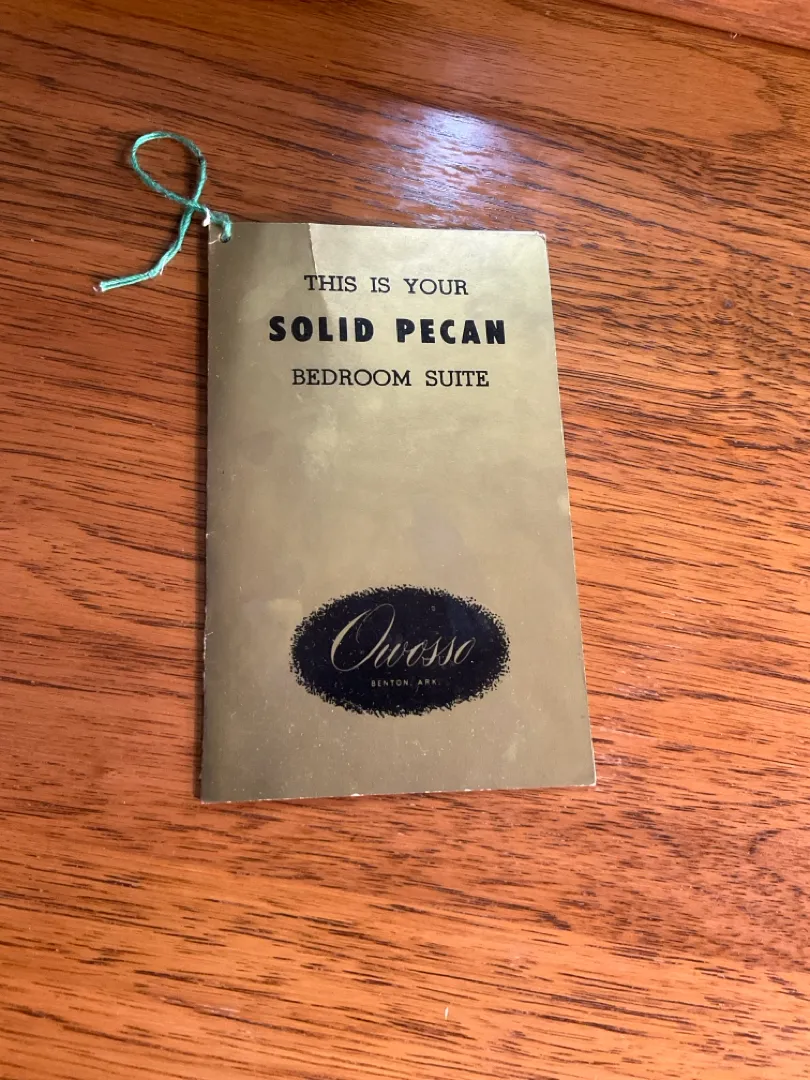 THIS IS YOUR
SOLID PECAN
BEDROOM SUITE
Owosso
BENTON, ARK.